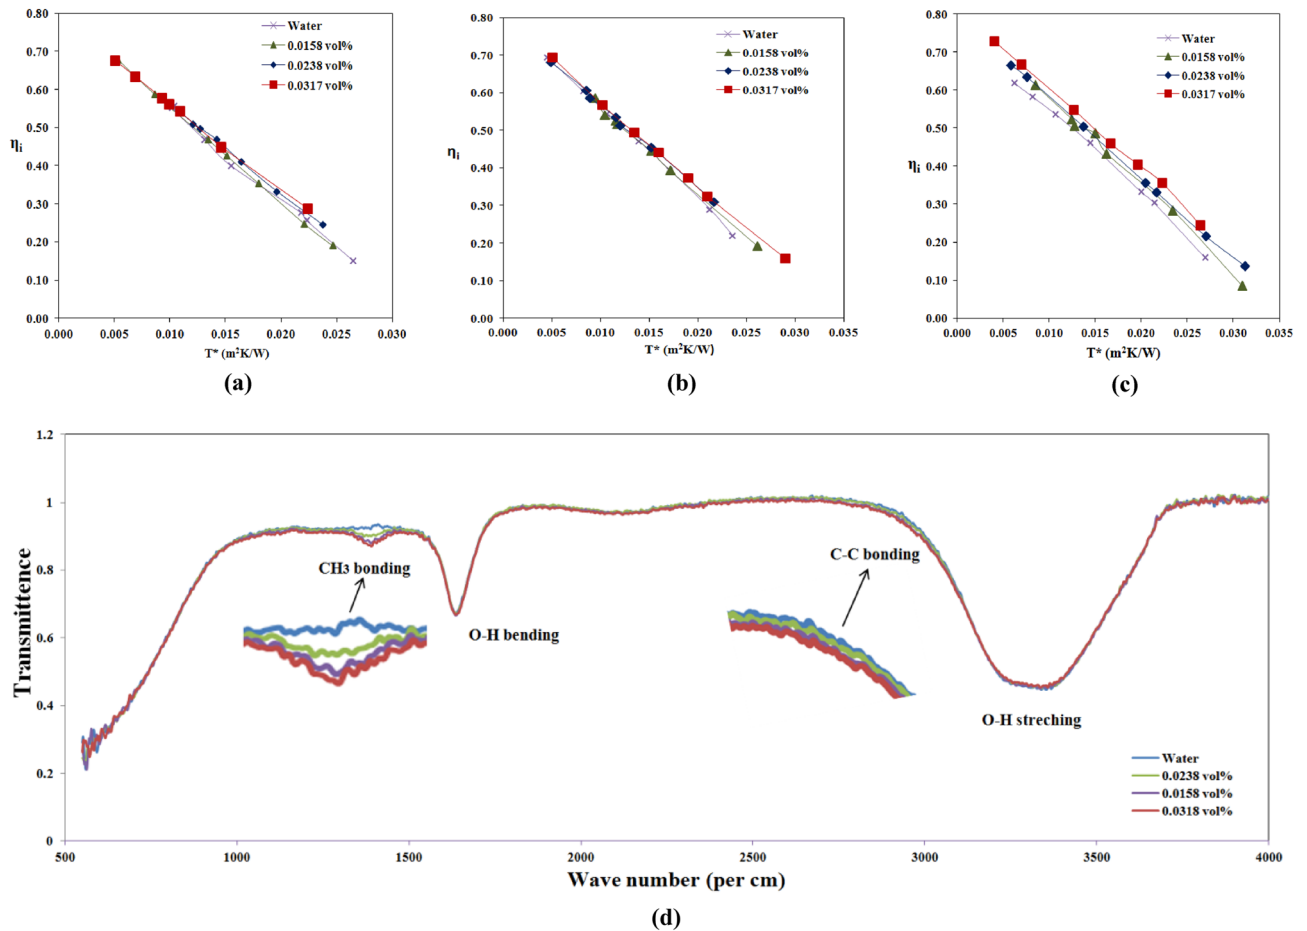 0.80
0.70
0.60
0.50
0.40
0.30
0.20
0.10
0.00
ηi
0.000 0.005 0.010 0.015 0.020 0.025 0.030
T* (m²K/W)
Water
0.0158 vol%
0.0238 vol%
0.0317 vol%
(a)
0.80
0.70
0.60
0.50
0.40
0.30
0.20
0.10
0.00
ηi
0.000 0.005 0.010 0.015 0.020 0.025 0.030 0.035
T* (m²K/W)
Water
0.0158 vol%
0.0238 vol%
0.0317 vol%
(b)
0.80
0.70
0.60
0.50
0.40
0.30
0.20
0.10
0.00
ηi
0.000 0.005 0.010 0.015 0.020 0.025 0.030 0.035
T* (m²K/W)
Water
0.0158 vol%
0.0238 vol%
0.0317 vol%
(c)
1.2
1
0.8
0.6
0.4
0.2
0
Transmittence
CH3 bonding
O-H bending
C-C bonding
O-H streching
Water
0.0238 vol%
0.0158 vol%
0.0318 vol%
500 1000 1500 2000 2500 3000 3500 4000
Wave number (per cm)
(d)